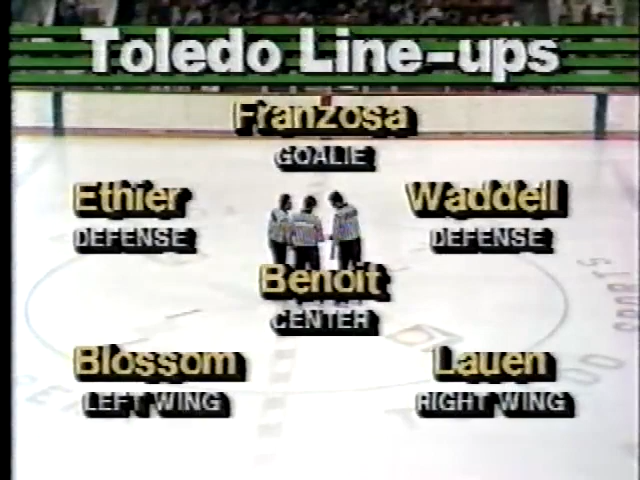 Toledo Line-ups
Franzosa
GOALIE
Ethier
Waddell
DEFENSE
DEFENSE
Benoit
CENTER
Blossom
Lauen
LEFT WING
RIGHT WING